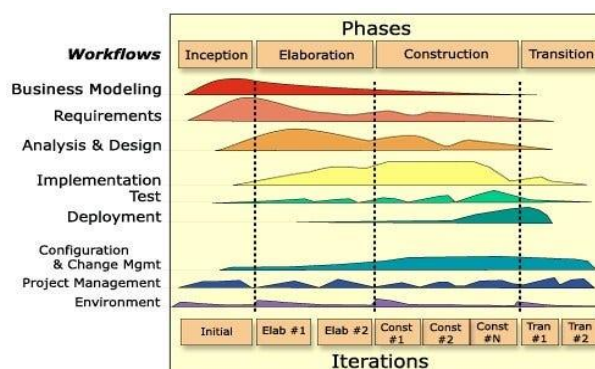 Phases
Workflows
Inception
Elaboration
Construction
Transition
Business Modeling
Requirements
Analysis & Design
Implementation
Test
Deployment
Configuration
& Change Mgmt
Project Management
Environment
Initial
Elab #1
Elab #2
Const
#1
Const
#2
Const
#N
Tran
#1
Tran
#2
Iterations